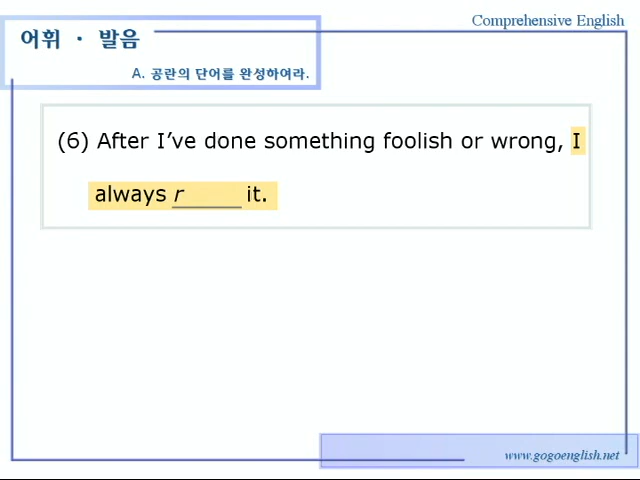 Comprehensive English
어휘 · 발음
A. 공란의 단어를 완성하여라.
(6) After I've done something foolish or wrong, I
always r______ it.
www.gogoenglish.net